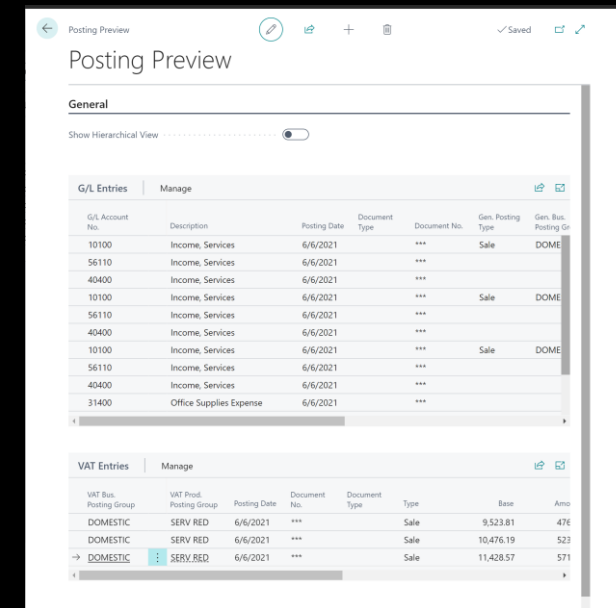 Posting Preview
Saved
Posting Preview
General
Show Hierarchical View
G/L Entries Manage
G/L Account No. Description Posting Date Document Type Document No. Gen. Posting Type Gen. Bus. Posting Gr
10100 Income, Services 6/6/2021 *** Sale DOME
56110 Income, Services 6/6/2021 ***
40400 Income, Services 6/6/2021 ***
10100 Income, Services 6/6/2021 *** Sale DOME
56110 Income, Services 6/6/2021 ***
40400 Income, Services 6/6/2021 ***
10100 Income, Services 6/6/2021 *** Sale DOME
56110 Income, Services 6/6/2021 ***
40400 Income, Services 6/6/2021 ***
31400 Office Supplies Expense 6/6/2021 ***
VAT Entries Manage
VAT Bus. Posting Group VAT Prod. Posting Group Posting Date Document No. Document Type Type Base Amo
DOMESTIC SERV RED 6/6/2021 *** Sale 9,523.81 476
DOMESTIC SERV RED 6/6/2021 *** Sale 10,476.19 523
DOMESTIC SERV RED 6/6/2021 *** Sale 11,428.57 571